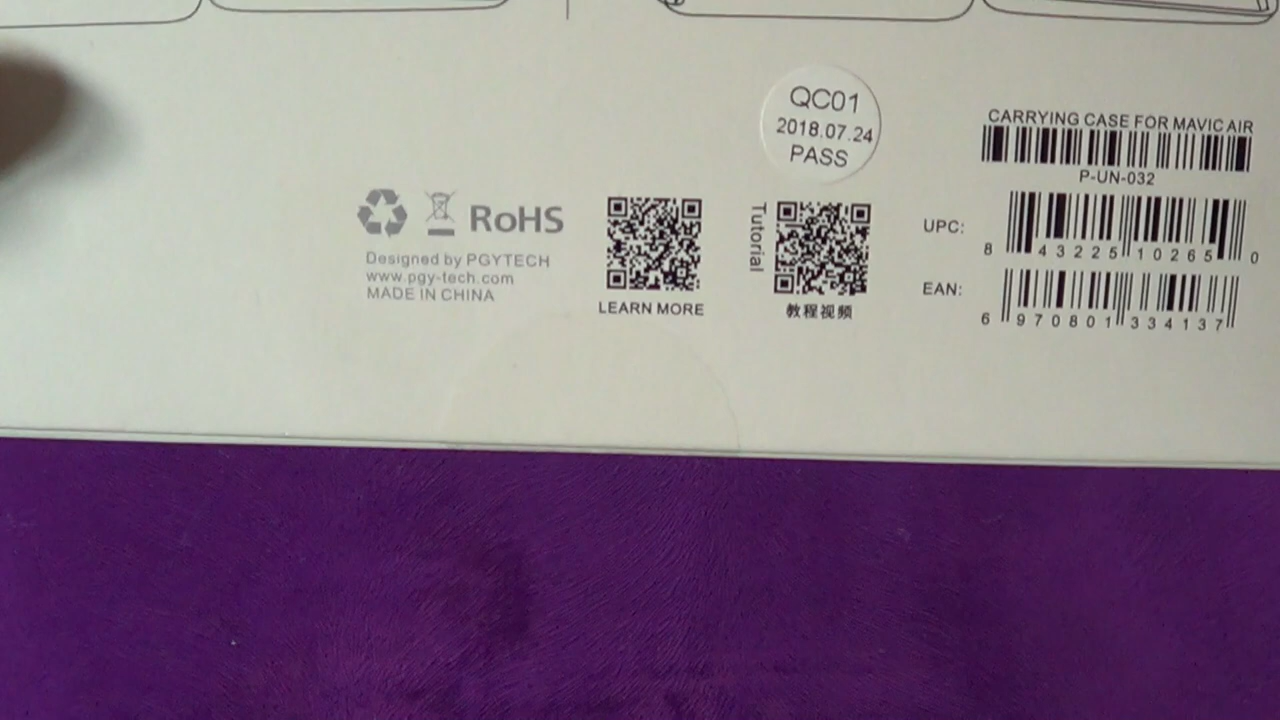 QC01
2018.07.24
PASS
CARRYING CASE FOR MAVIC AIR
P-UN-032
RoHS
Designed by PGYTECH
www.pgy-tech.com
MADE IN CHINA
LEARN MORE
Tutorial
教程视频
UPC:
8 43225 10265 0
EAN:
6 970801 334137